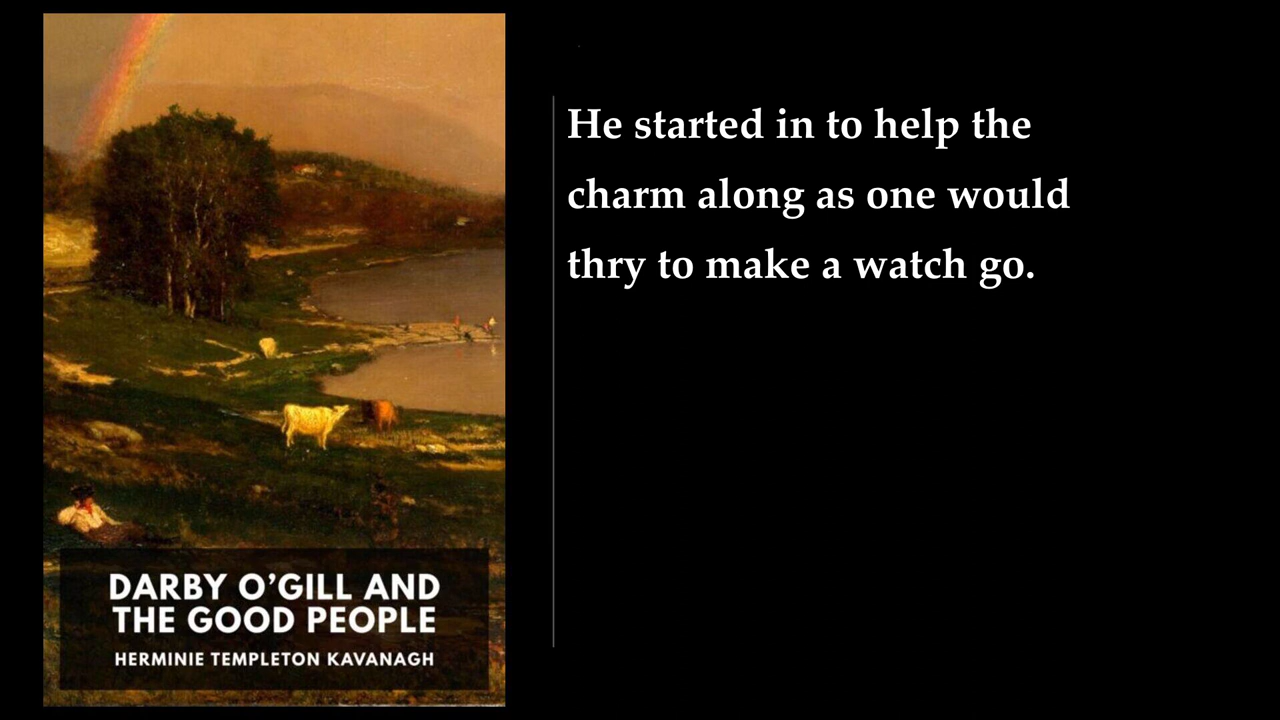 DARBY O’GILL AND
THE GOOD PEOPLE
HERMINIE TEMPLETON KAVANAGH
He started in to help the
charm along as one would
thry to make a watch go.